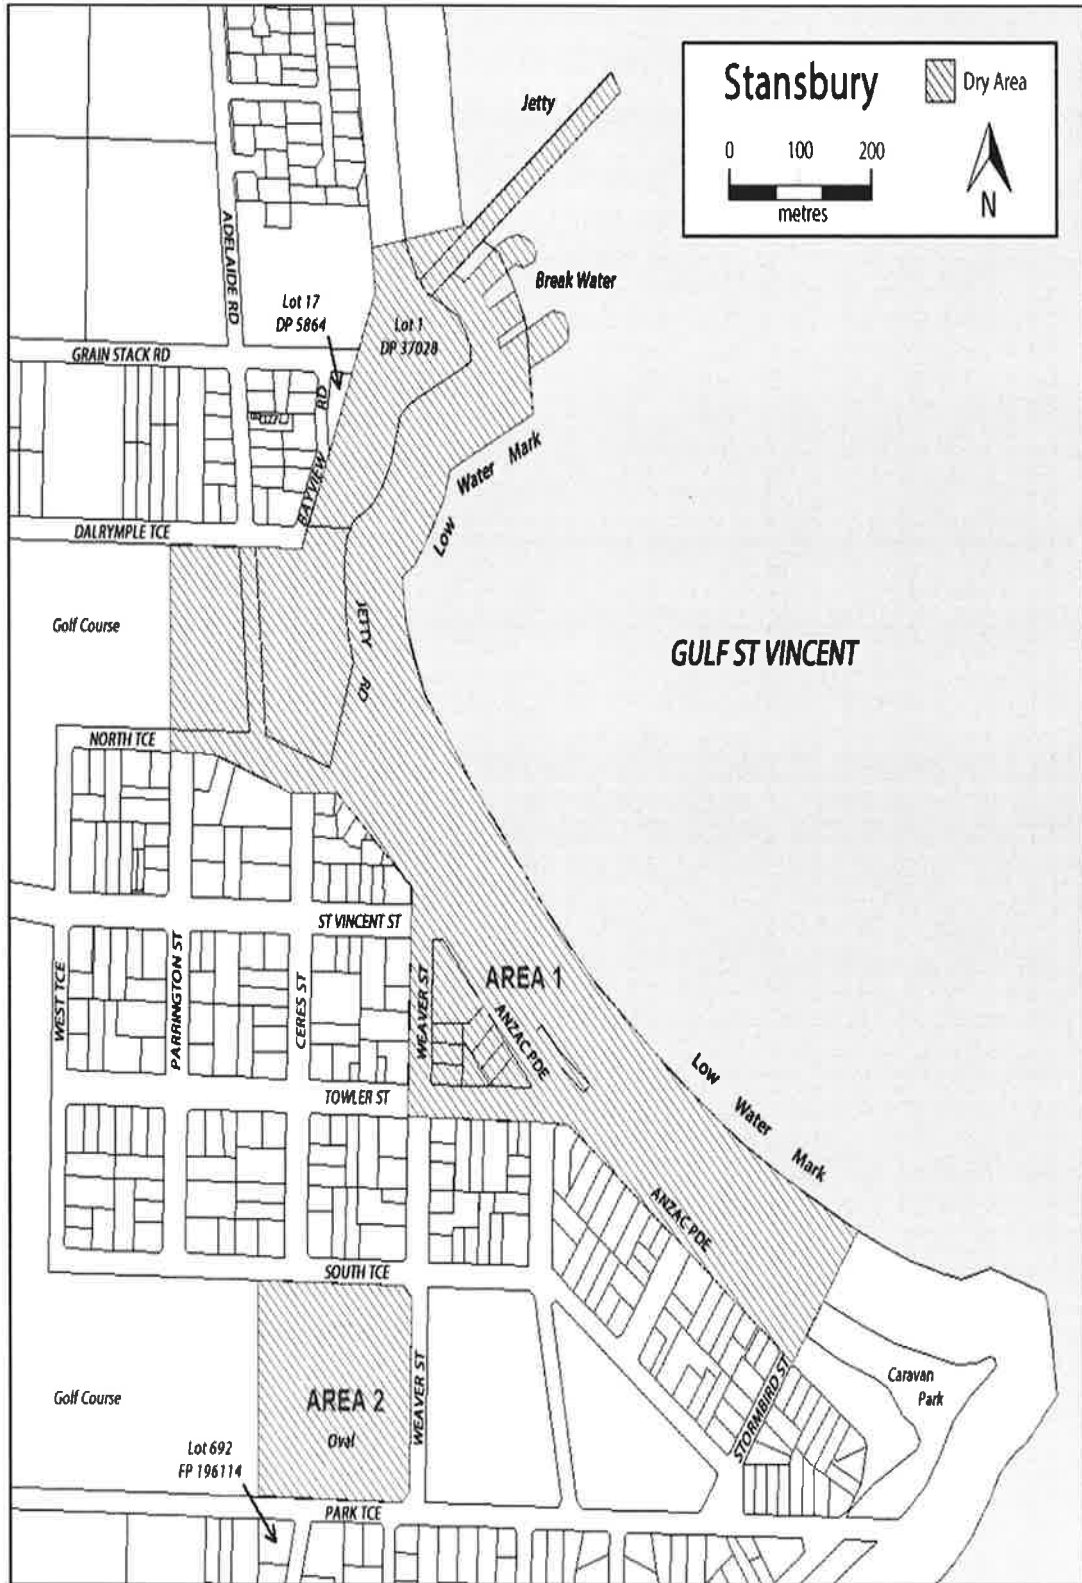 Stansbury
Dry Area
0 100 200
metres
N
Jetty
Break Water
ADELAIDE RD
Lot 17
DP 5864
Lot 1
DP 37028
GRAIN STACK RD
BAYVIEW RD
Low Water Mark
DALRYMPLE TCE
Golf Course
JETTY RD
GULF ST VINCENT
NORTH TCE
ST VINCENT ST
WEST TCE
PARRINGTON ST
CERES ST
WEAVER ST
AREA 1
ANZAC PDE
TOWLER ST
Low Water Mark
ANZAC PDE
SOUTH TCE
Golf Course
AREA 2
Oval
WEAVER ST
STORMBIRD ST
Caravan
Park
Lot 692
FP 196114
PARK TCE